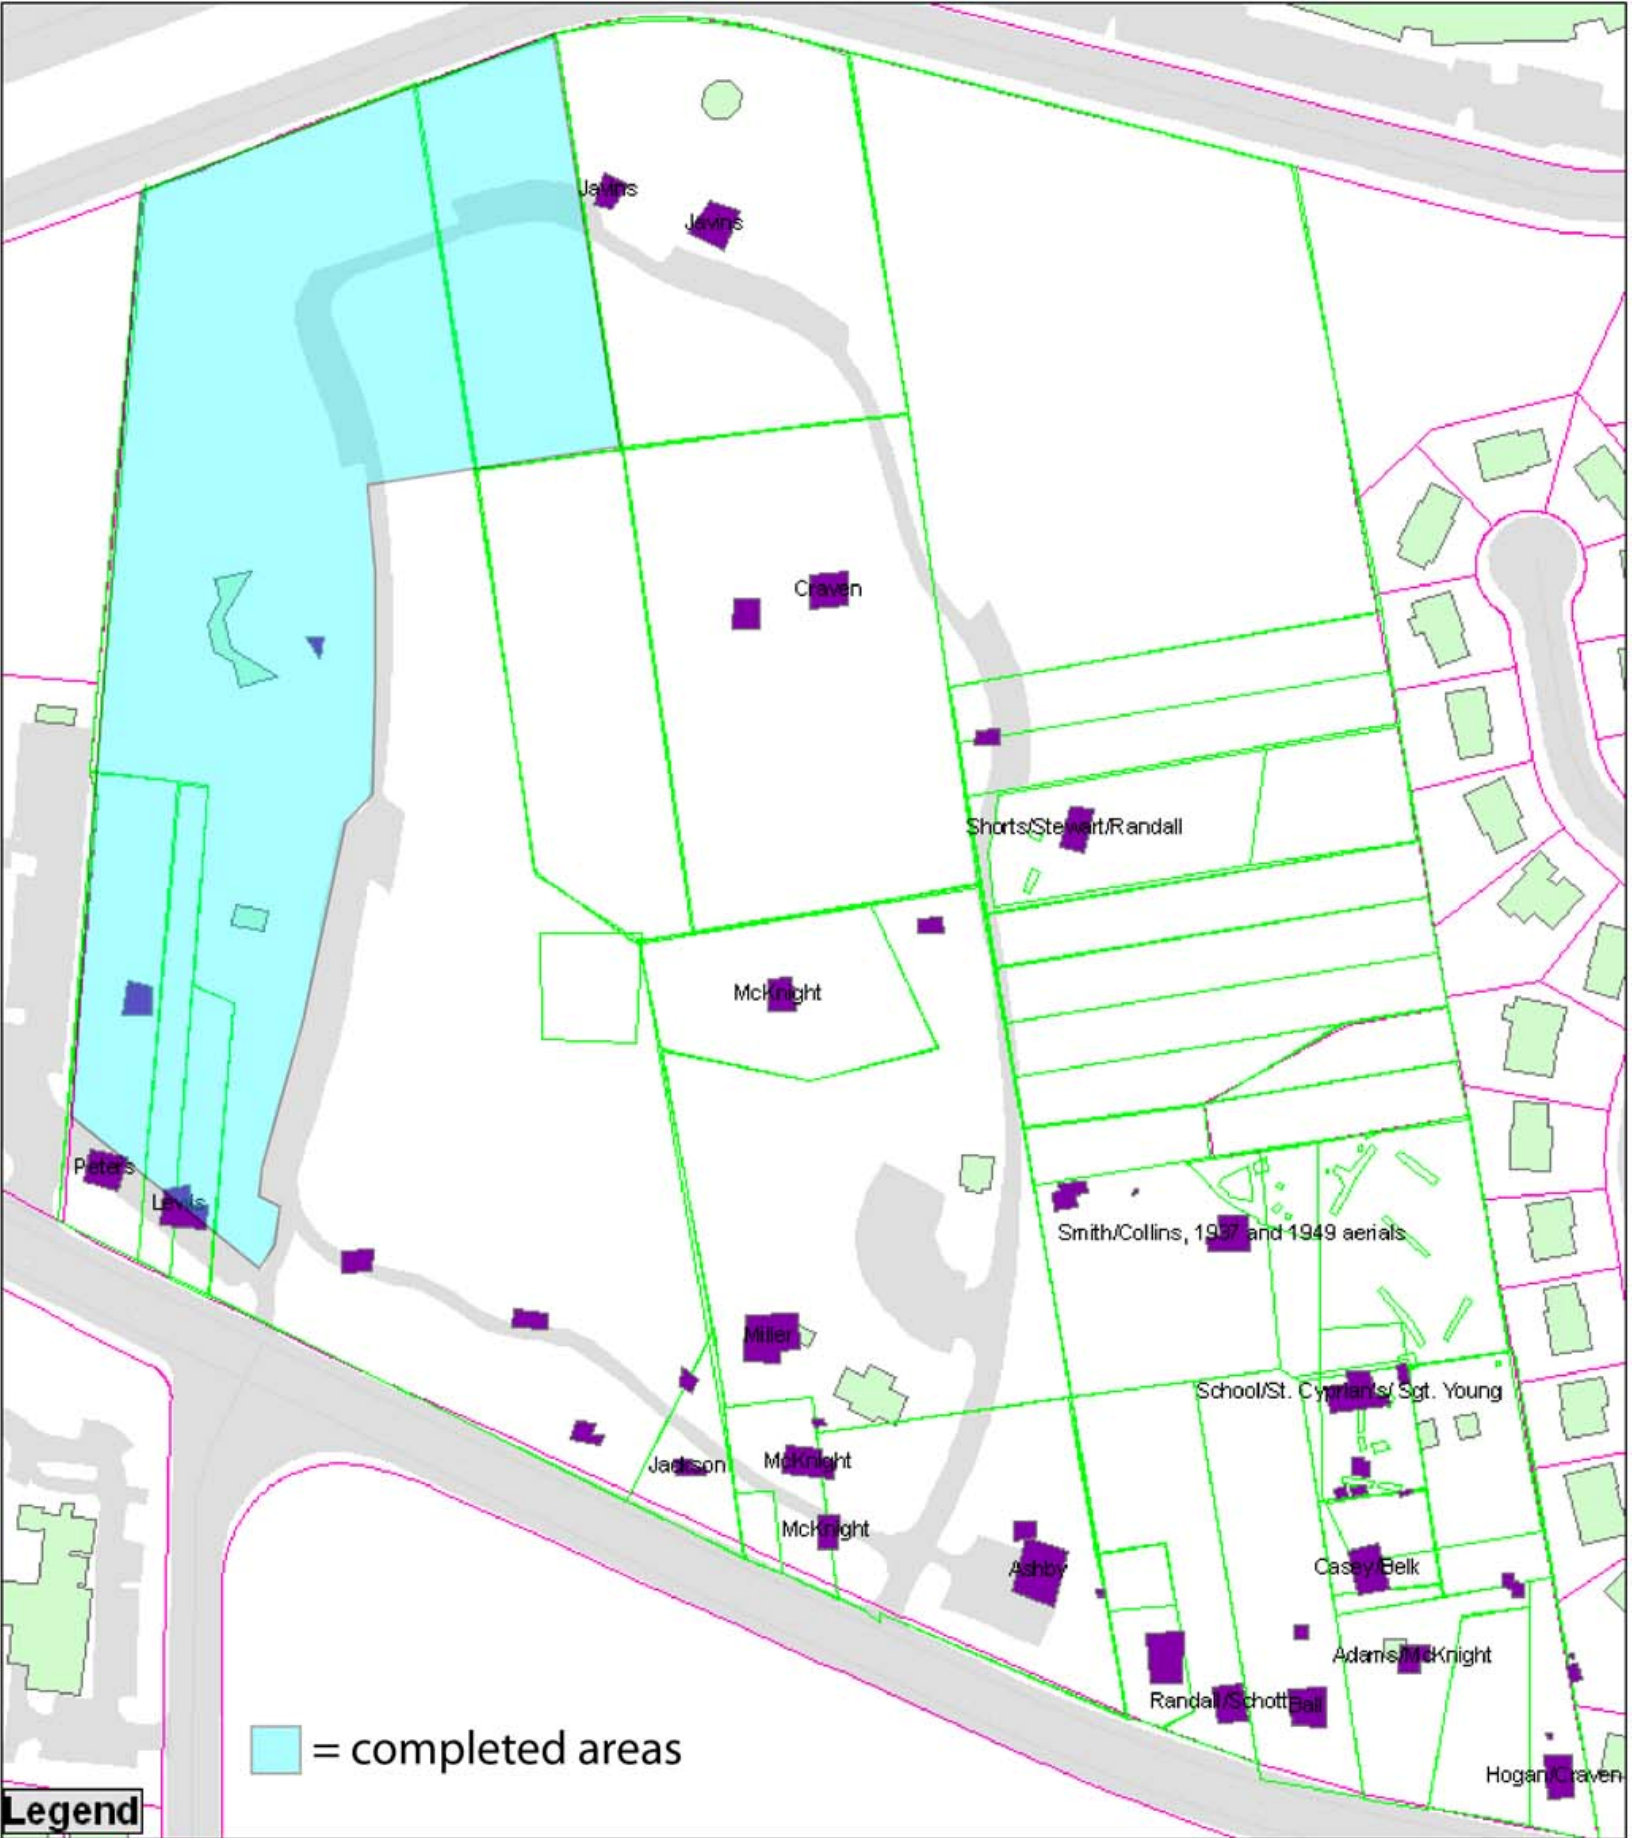 Javins
Javins
Craven
Shorts/Stewart/Randall
McKnight
Peters
Lewis
Smith/Collins, 1937 and 1949 aerials
Miller
School/St. Cyprian's/ Sgt. Young
Jackson
McKnight
McKnight
Ashby
Casey/Belk
Adams/McKnight
Randall/Schott
Ball
= completed areas
Hogan/Craven
Legend